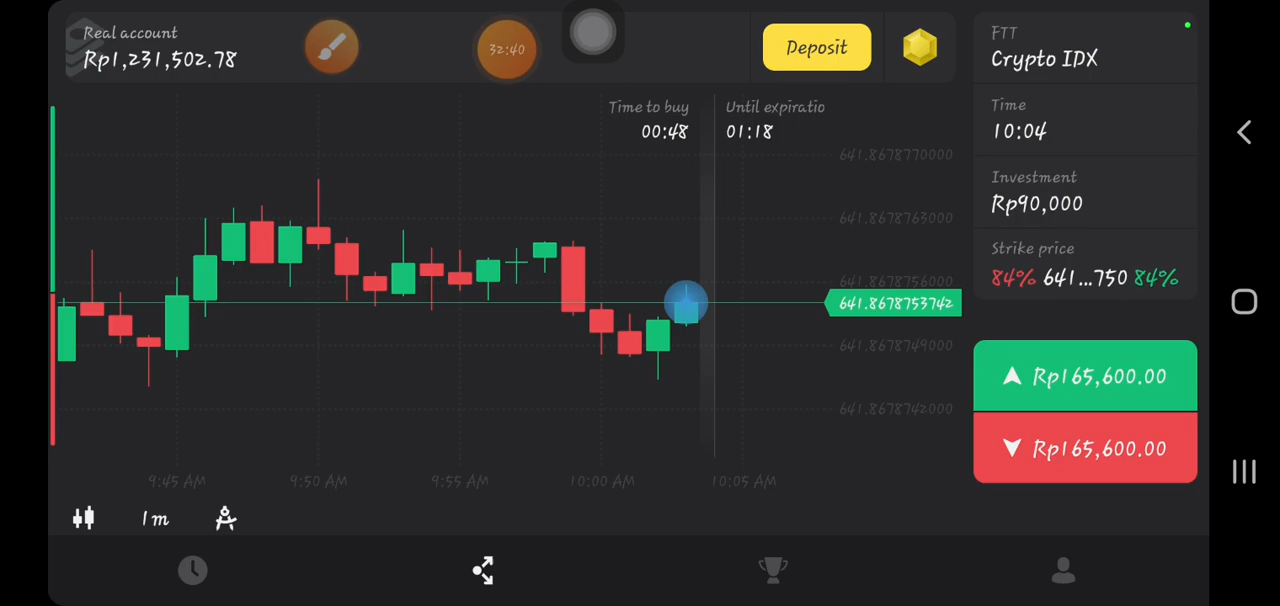 Real account
Rp1,231,502.78
32:40
Deposit
FTT
Crypto IDX
Time
10:04
Investment
Rp90,000
Strike price
84% 641...750 84%
Rp165,600.00
Rp165,600.00
Time to buy
00:48
Until expiratio
01:18
641.8678770000
641.8678763000
641.8678756000
641.8678753742
641.8678749000
641.8678742000
9:45 AM
9:50 AM
9:55 AM
10:00 AM
10:05 AM
1m